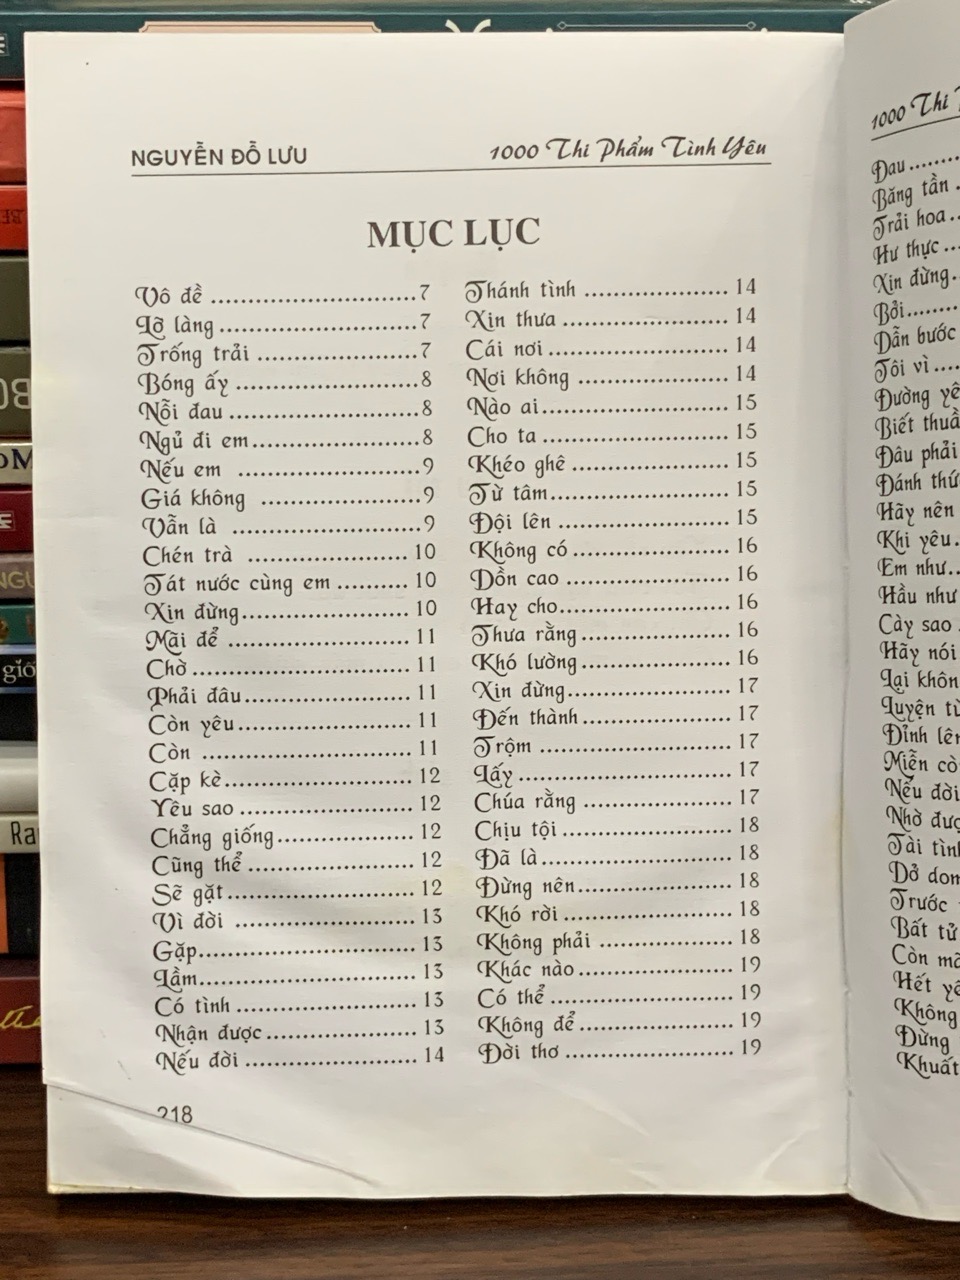 NGUYỄN ĐỖ LƯU
1000 Thi Phẩm Tình Yêu
MỤC LỤC
Vô đề ........................... 7
Lỡ làng ........................... 7
Trống trải ........................... 7
Bóng ấy ........................... 8
Nỗi đau ........................... 8
Ngủ đi em ........................... 8
Nếu em ........................... 9
Giá không ........................... 9
Vẫn là ........................... 9
Chén trà ........................... 10
Tát nước cùng em .......... 10
Xin đừng ........................... 10
Mãi để ........................... 11
Chờ ........................... 11
Phải đâu ........................... 11
Còn yêu ........................... 11
Còn ........................... 11
Cặp kè ........................... 12
Yêu sao ........................... 12
Chẳng giống ................... 12
Cũng thể ........................... 12
Sẽ gặt ........................... 12
Vì đời ........................... 13
Gặp ........................... 13
Lầm ........................... 13
Có tình ........................... 13
Nhận được ................... 13
Nếu đời ........................... 14
Thánh tình ................... 14
Xin thưa ........................... 14
Cái nơi ........................... 14
Nơi không ................... 14
Nào ai ........................... 15
Cho ta ........................... 15
Khéo ghê ................... 15
Từ tâm ........................... 15
Đội lên ........................... 15
Không có ................... 16
Dồn cao ................... 16
Hay cho ................... 16
Thưa rằng ................... 16
Khó lường ................... 16
Xin đừng ................... 17
Đến thành ................... 17
Trộm ........................... 17
Lấy ........................... 17
Chúa rằng ................... 17
Chịu tội ........................... 18
Đã là ........................... 18
Đừng nên ................... 18
Khó rời ........................... 18
Không phải ................... 18
Khác nào ................... 19
Có thể ........................... 19
Không để ................... 19
Đời thơ ........................... 19
218
1000 Thi
Đau
Băng tần
Trải hoa
Hư thực
Xin đừng
Bởi
Dẫn bước
Tôi vì
Đường
Biết
Đâu phải
Đánh
Hãy nên
Khi yêu
Em như
Hầu như
Cày sao
Hãy nói
Lại
Luyện
Đỉnh
Miễn
Nếu đời
Nhờ
Tài
Dở
Trước
Bất tử
Còn
Hết
Không
Đừng
Khuất
giố
Ra